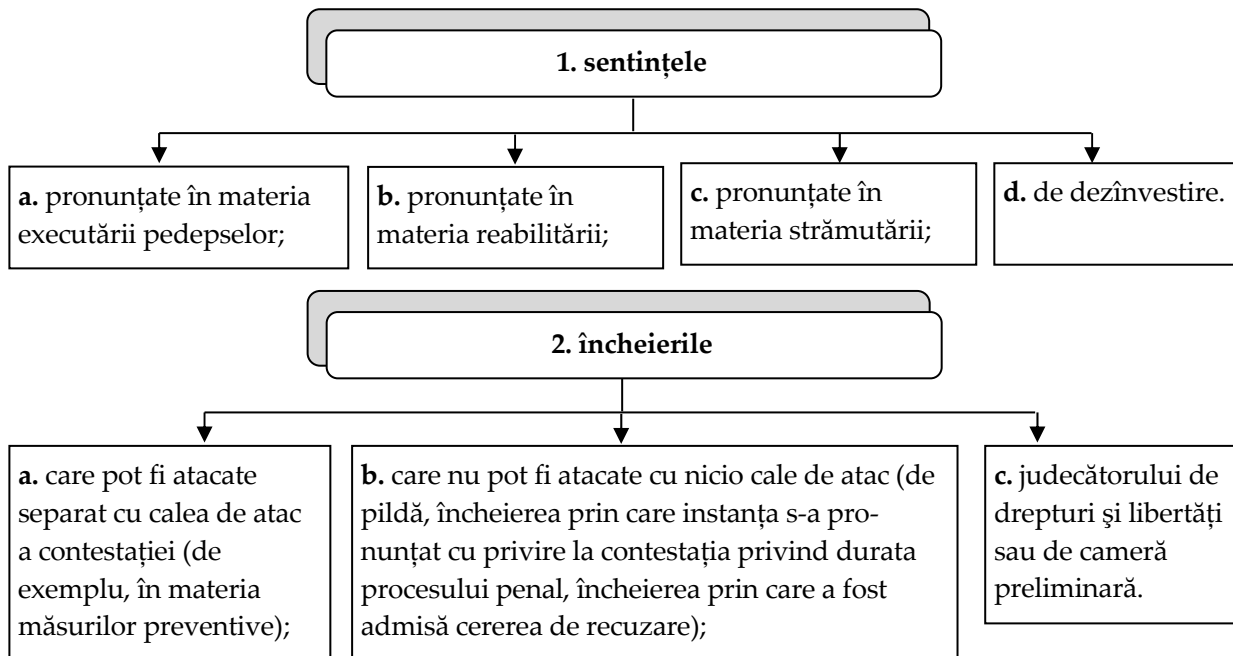 1. sentințele
a. pronunțate în materia
executării pedepselor;
b. pronunțate în
materia reabilitării;
c. pronunțate în
materia strămutării;
d. de dezînvestire.
2. încheierile
a. care pot fi atacate
separat cu calea de atac
a contestației (de
exemplu, în materia
măsurilor preventive);
b. care nu pot fi atacate cu nicio cale de atac (de
pildă, încheierea prin care instanța s-a pro-
nunțat cu privire la contestația privind durata
procesului penal, încheierea prin care a fost
admisă cererea de recuzare);
c. judecătorului de
drepturi şi libertăți
sau de cameră
preliminară.